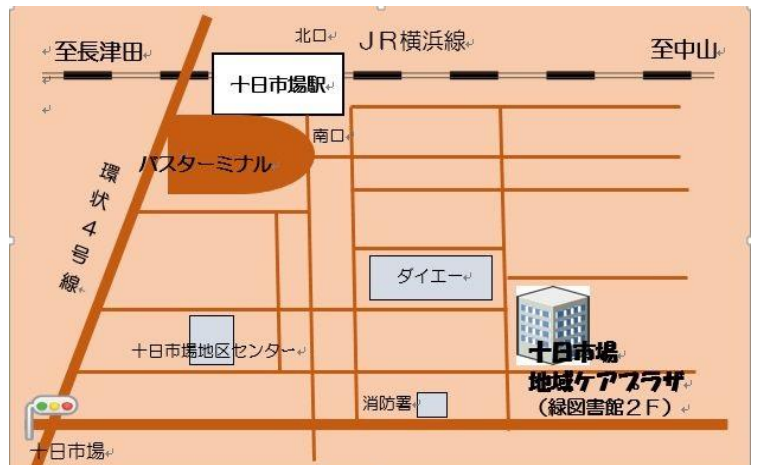 北口
JR横浜線
至長津田
至中山
十日市場駅
南口
バスターミナル
環状4号線
ダイエー
十日市場地区センター
十日市場
地域ケアプラザ
（緑図書館2F）
消防署
十日市場